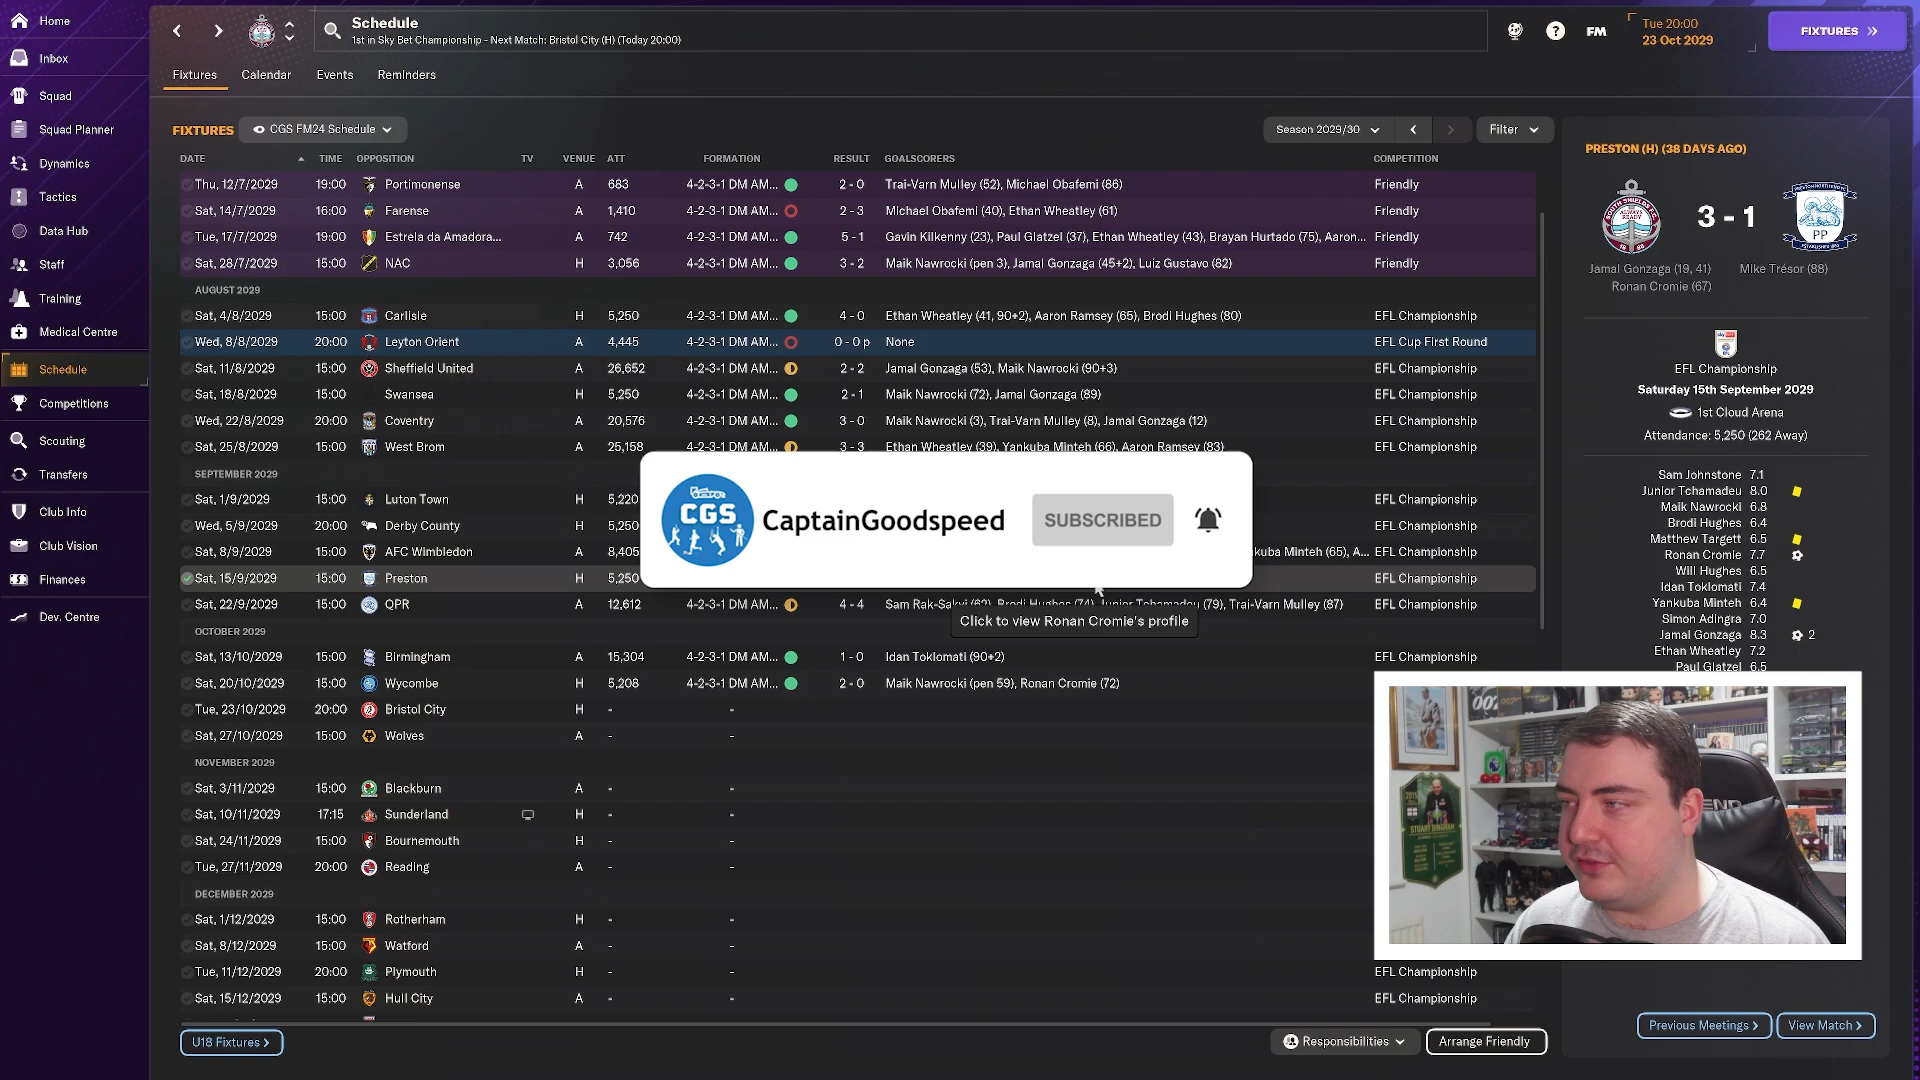 Home
Inbox
Squad
Squad Planner
Dynamics
Tactics
Data Hub
Staff
Training
Medical Centre
Schedule
Competitions
Scouting
Transfers
Club Info
Club Vision
Finances
Dev. Centre
Schedule
1st in Sky Bet Championship - Next Match: Bristol City (H) (Today 20:00)
FM
Tue 20:00
23 Oct 2029
FIXTURES
Fixtures Calendar Events Reminders
FIXTURES CGS FM24 Schedule Season 2029/30 Filter
DATE TIME OPPOSITION TV VENUE ATT FORMATION RESULT GOALSCORERS COMPETITION
Thu, 12/7/2029 19:00 Portimonense A 683 4-2-3-1 DM AM... 2 - 0 Trai-Varn Mulley (52), Michael Obafemi (86) Friendly
Sat, 14/7/2029 16:00 Farense A 1,410 4-2-3-1 DM AM... 2 - 3 Michael Obafemi (40), Ethan Wheatley (61) Friendly
Tue, 17/7/2029 19:00 Estrela da Amadora... A 742 4-2-3-1 DM AM... 5 - 1 Gavin Kilkenny (23), Paul Glatzel (37), Ethan Wheatley (43), Brayan Hurtado (75), Aaron... Friendly
Sat, 28/7/2029 15:00 NAC H 3,056 4-2-3-1 DM AM... 3 - 2 Maik Nawrocki (pen 3), Jamal Gonzaga (45+2), Luiz Gustavo (82) Friendly
AUGUST 2029
Sat, 4/8/2029 15:00 Carlisle H 5,250 4-2-3-1 DM AM... 4 - 0 Ethan Wheatley (41, 90+2), Aaron Ramsey (65), Brodi Hughes (80) EFL Championship
Wed, 8/8/2029 20:00 Leyton Orient A 4,445 4-2-3-1 DM AM... 0 - 0 p None EFL Cup First Round
Sat, 11/8/2029 15:00 Sheffield United A 26,652 4-2-3-1 DM AM... 2 - 2 Jamal Gonzaga (53), Maik Nawrocki (90+3) EFL Championship
Sat, 18/8/2029 15:00 Swansea H 5,250 4-2-3-1 DM AM... 2 - 1 Maik Nawrocki (72), Jamal Gonzaga (89) EFL Championship
Wed, 22/8/2029 20:00 Coventry A 20,576 4-2-3-1 DM AM... 3 - 0 Maik Nawrocki (3), Trai-Varn Mulley (8), Jamal Gonzaga (12) EFL Championship
Sat, 25/8/2029 15:00 West Brom A 25,158 4-2-3-1 DM AM... 3 - 3 Ethan Wheatley (39), Yankuba Minteh (66), Aaron Ramsey (83) EFL Championship
SEPTEMBER 2029
Sat, 1/9/2029 15:00 Luton Town H 5,220 EFL Championship
Wed, 5/9/2029 20:00 Derby County H 5,250 EFL Championship
Sat, 8/9/2029 15:00 AFC Wimbledon A 8,405 kuba Minteh (65), A... EFL Championship
Sat, 15/9/2029 15:00 Preston H 5,250 EFL Championship
Sat, 22/9/2029 15:00 QPR A 12,612 4-2-3-1 DM AM... 4 - 4 Sam Rak-Sakyi (62), Brodi Hughes (74), Junior Tchamadeu (79), Trai-Varn Mulley (87) EFL Championship
CGS
CaptainGoodspeed SUBSCRIBED
Click to view Ronan Cromie's profile
OCTOBER 2029
Sat, 13/10/2029 15:00 Birmingham A 15,304 4-2-3-1 DM AM... 1 - 0 Idan Toklomati (90+2) EFL Championship
Sat, 20/10/2029 15:00 Wycombe H 5,208 4-2-3-1 DM AM... 2 - 0 Maik Nawrocki (pen 59), Ronan Cromie (72)
Tue, 23/10/2029 20:00 Bristol City H - -
Sat, 27/10/2029 15:00 Wolves A - -
NOVEMBER 2029
Sat, 3/11/2029 15:00 Blackburn A - -
Sat, 10/11/2029 17:15 Sunderland H - -
Sat, 24/11/2029 15:00 Bournemouth H - -
Tue, 27/11/2029 20:00 Reading A - -
DECEMBER 2029
Sat, 1/12/2029 15:00 Rotherham H - -
Sat, 8/12/2029 15:00 Watford A - -
Tue, 11/12/2029 20:00 Plymouth H - - EFL Championship
Sat, 15/12/2029 15:00 Hull City A - - EFL Championship
U18 Fixtures Responsibilities Arrange Friendly
PRESTON (H) (38 DAYS AGO)
SOUTH SHIELDS F.C.
ALWAYS READY
PP
3 - 1
Jamal Gonzaga (19, 41) Mike Trésor (88)
Ronan Cromie (67)
EFL Championship
Saturday 15th September 2029
1st Cloud Arena
Attendance: 5,250 (262 Away)
Sam Johnstone 7.1
Junior Tchamadeu 8.0
Maik Nawrocki 6.8
Brodi Hughes 6.4
Matthew Targett 6.5
Ronan Cromie 7.7
Will Hughes 6.5
Idan Toklomati 7.4
Yankuba Minteh 6.4
Simon Adingra 7.0
Jamal Gonzaga 8.3 2
Ethan Wheatley 7.2
Paul Glatzel 6.5
007
2015
STUART BINGHAM
Previous Meetings View Match